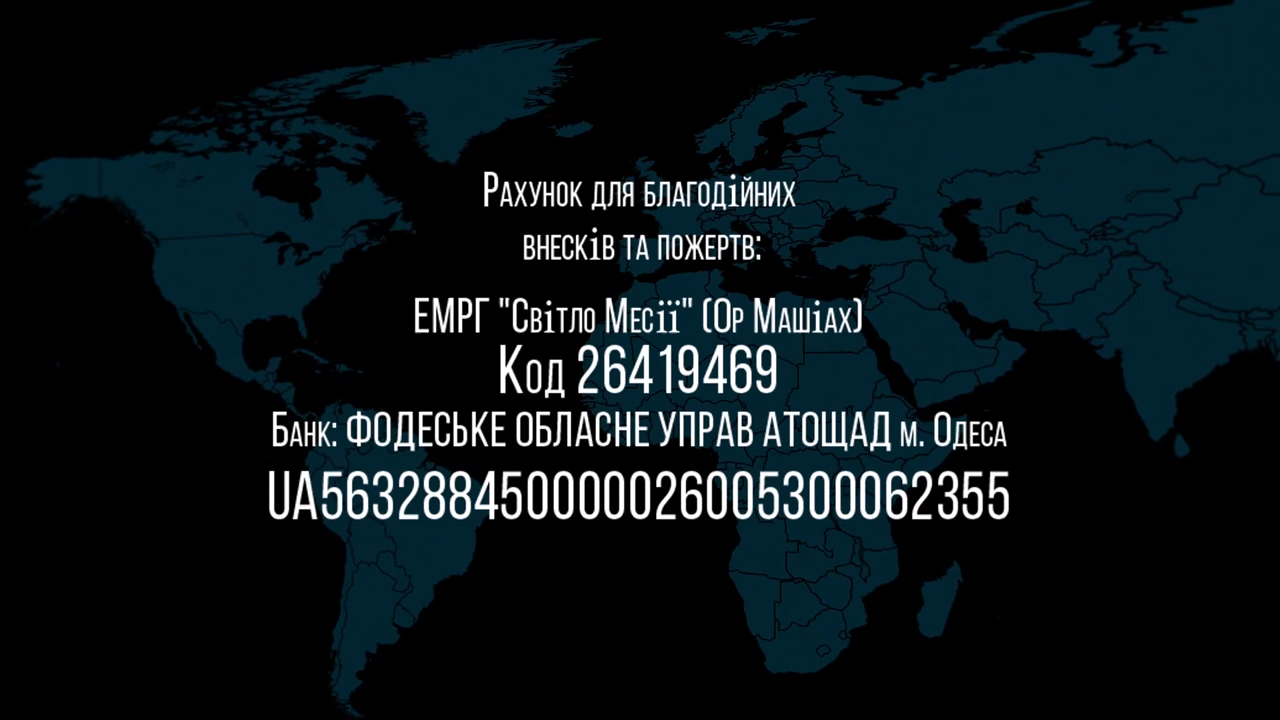 Рахунок для благодійних
внесків та пожертв:
ЕМРГ "Світло Месії" (Ор Машіах)
Код 26419469
Банк: ФОДЕСЬКЕ ОБЛАСНЕ УПРАВ АТОЩАД м. Одеса
UA563288450000026005300062355